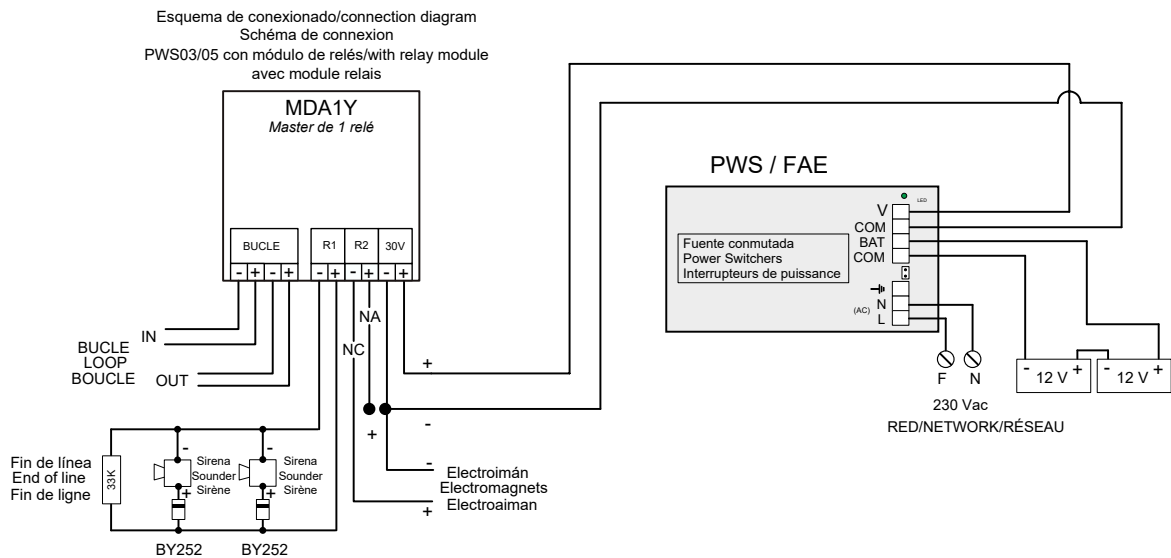 Esquema de conexionado/connection diagram
Schéma de connexion
PWS03/05 con módulo de relés/with relay module
avec module relais
MDA1Y
Master de 1 relé
BUCLE
R1
R2
30V
- + - + - + - + - +
IN
BUCLE
LOOP
BOUCLE
OUT
NC
NA
+
+
-
-
Electroimán
Electromagnets
Electroaiman
+
Fin de línea
End of line
Fin de ligne
33K
-
Sirena
Sounder
Sirène
+
-
Sirena
Sounder
Sirène
+
BY252
BY252
PWS / FAE
LED
V
COM
BAT
COM
Fuente conmutada
Power Switchers
Interrupteurs de puissance
(AC)
N
L
F
N
230 Vac
RED/NETWORK/RÉSEAU
- 12 V +
- 12 V +